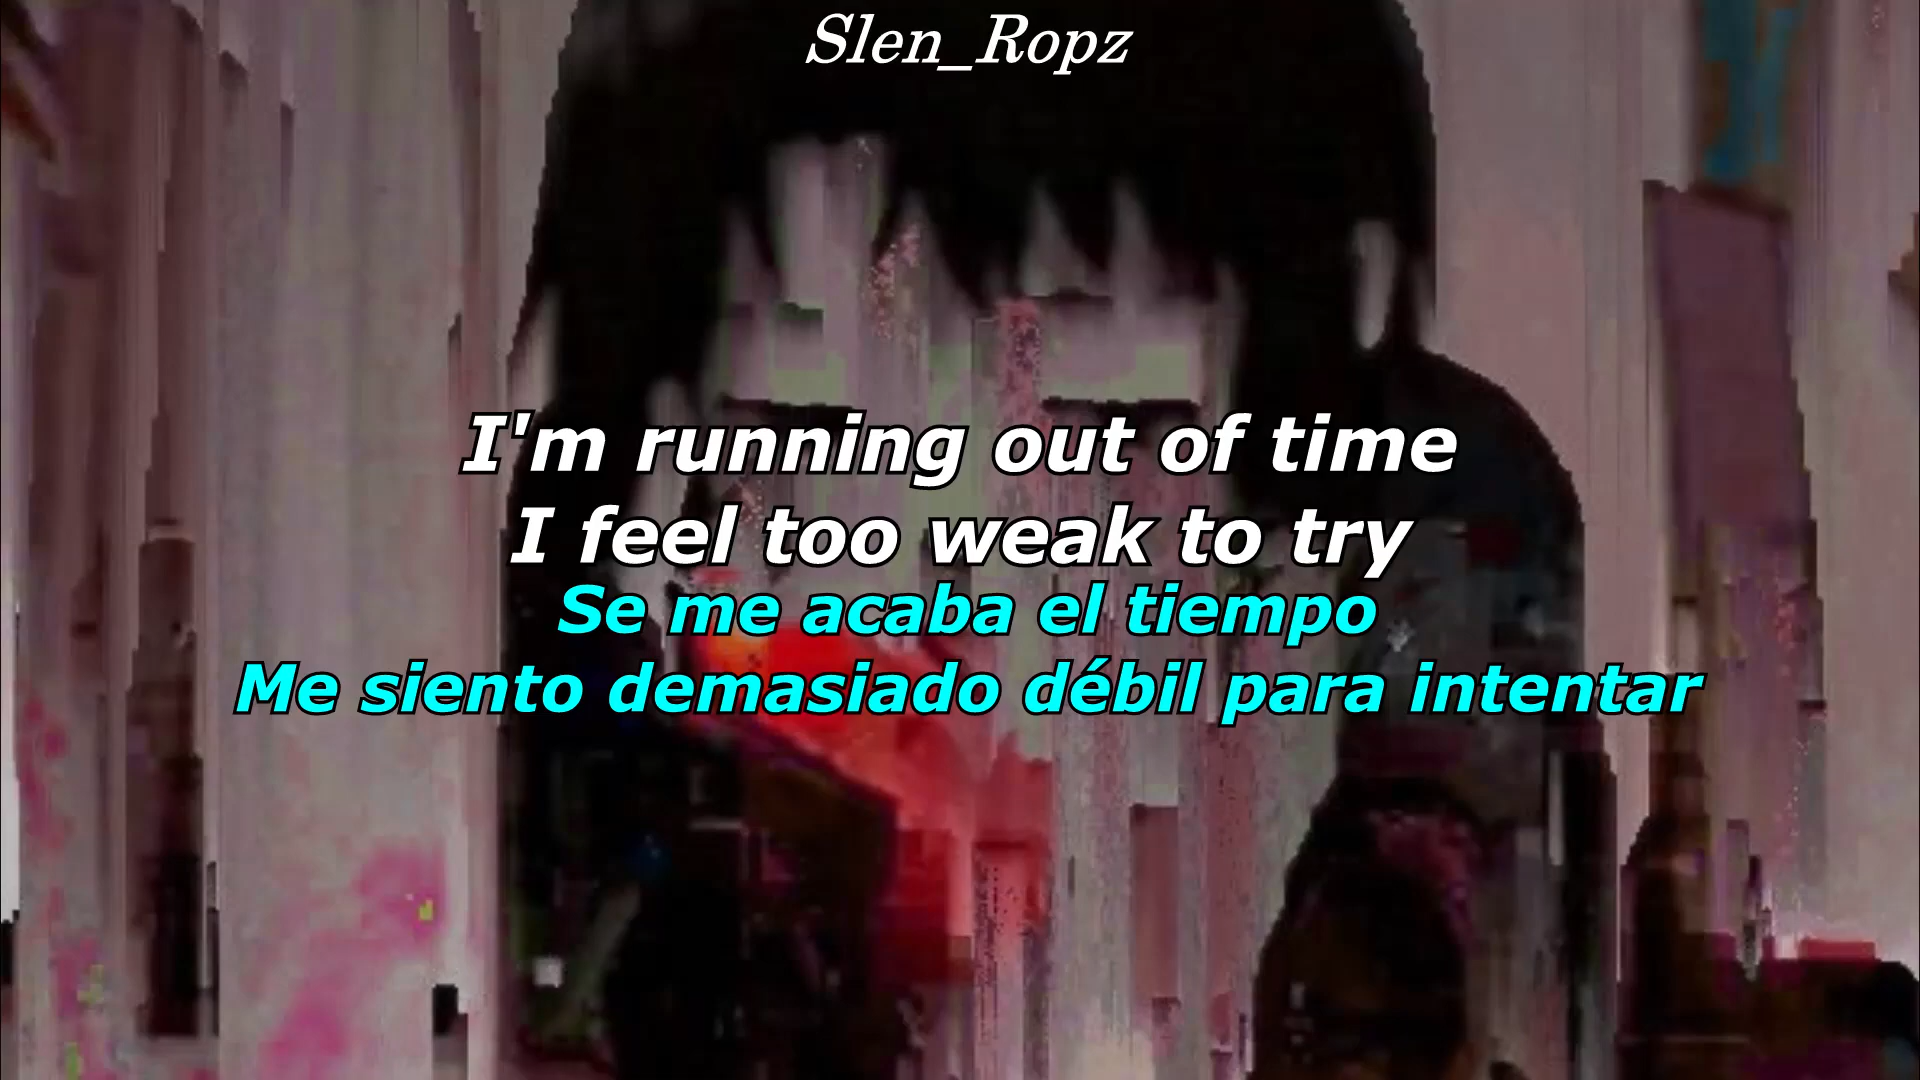 Slen_Ropz
I'm running out of time
I feel too weak to try
Se me acaba el tiempo
Me siento demasiado débil para intentar